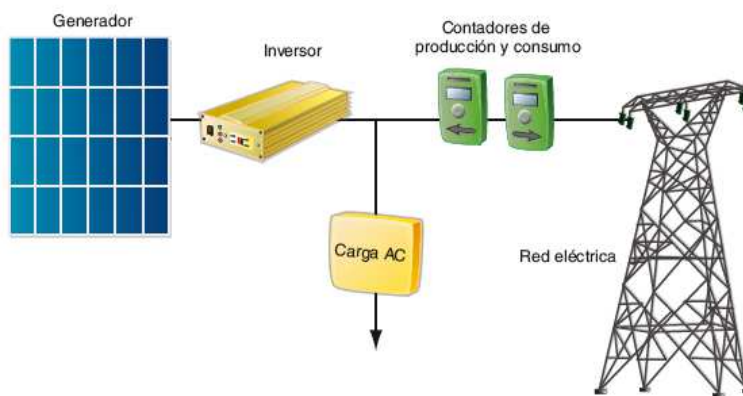 Generador
Inversor
Contadores de
producción y consumo
Carga AC
Red eléctrica